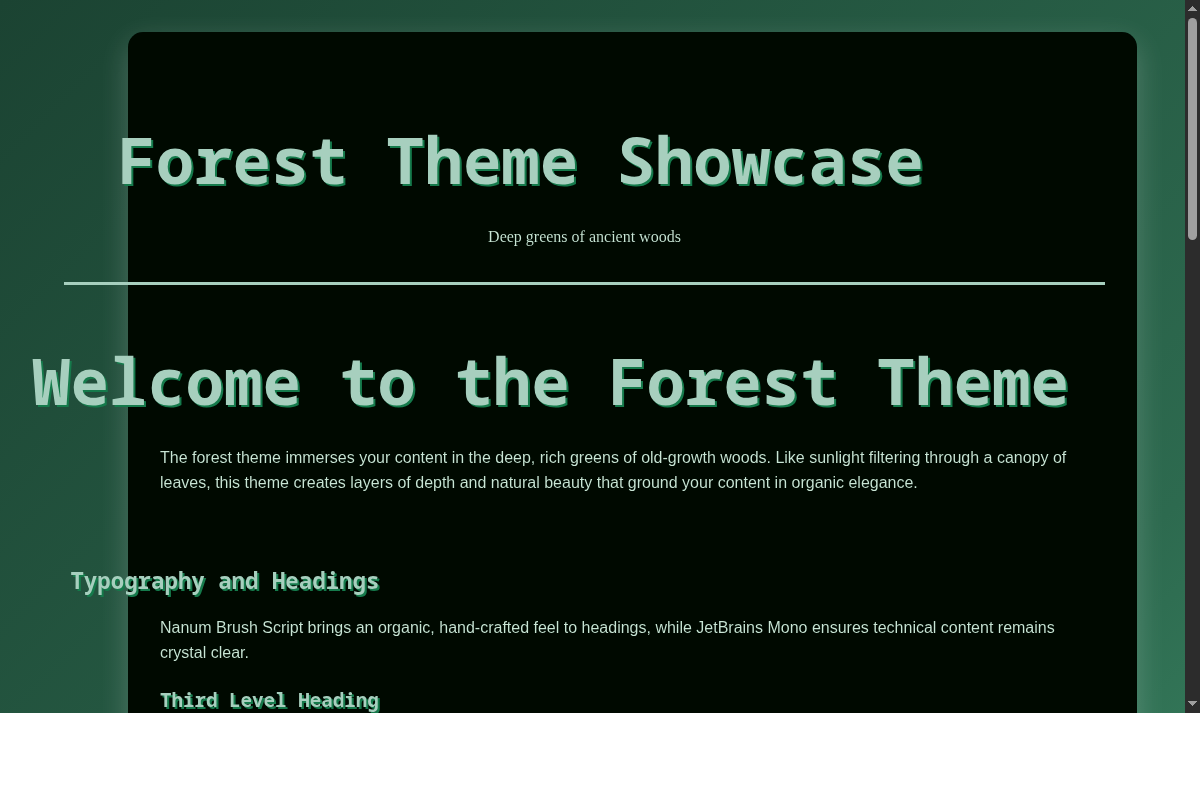 Forest Theme Showcase
Deep greens of ancient woods
Welcome to the Forest Theme
The forest theme immerses your content in the deep, rich greens of old-growth woods. Like sunlight filtering through a canopy of
leaves, this theme creates layers of depth and natural beauty that ground your content in organic elegance.
Typography and Headings
Nanum Brush Script brings an organic, hand-crafted feel to headings, while JetBrains Mono ensures technical content remains
crystal clear.
Third Level Heading